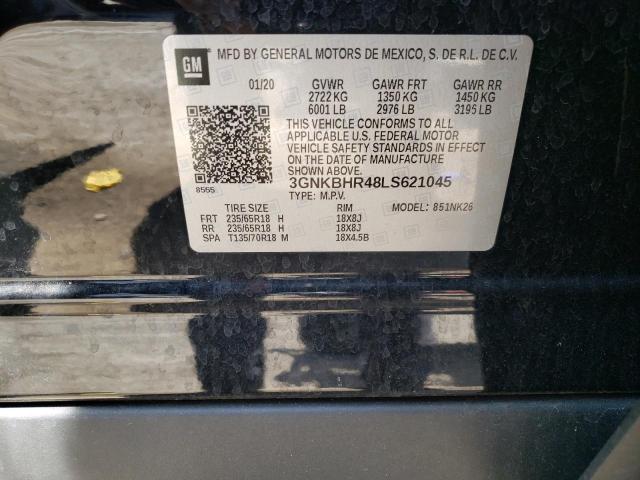 GM
MFD BY GENERAL MOTORS DE MEXICO, S. DE R.L. DE C.V.
01/20 GVWR GAWR FRT GAWR RR
2722 KG 1350 KG 1450 KG
6001 LB 2976 LB 3195 LB
THIS VEHICLE CONFORMS TO ALL
APPLICABLE U.S. FEDERAL MOTOR
VEHICLE SAFETY STANDARDS IN EFFECT
ON THE DATE OF MANUFACTURE
SHOWN ABOVE.
8555
3GNKBHR48LS621045
TYPE: M.P.V. MODEL: 851NK26
TIRE SIZE RIM
FRT 235/65R18 H 18X8J
RR 235/65R18 H 18X8J
SPA T135/70R18 M 18X4.5B